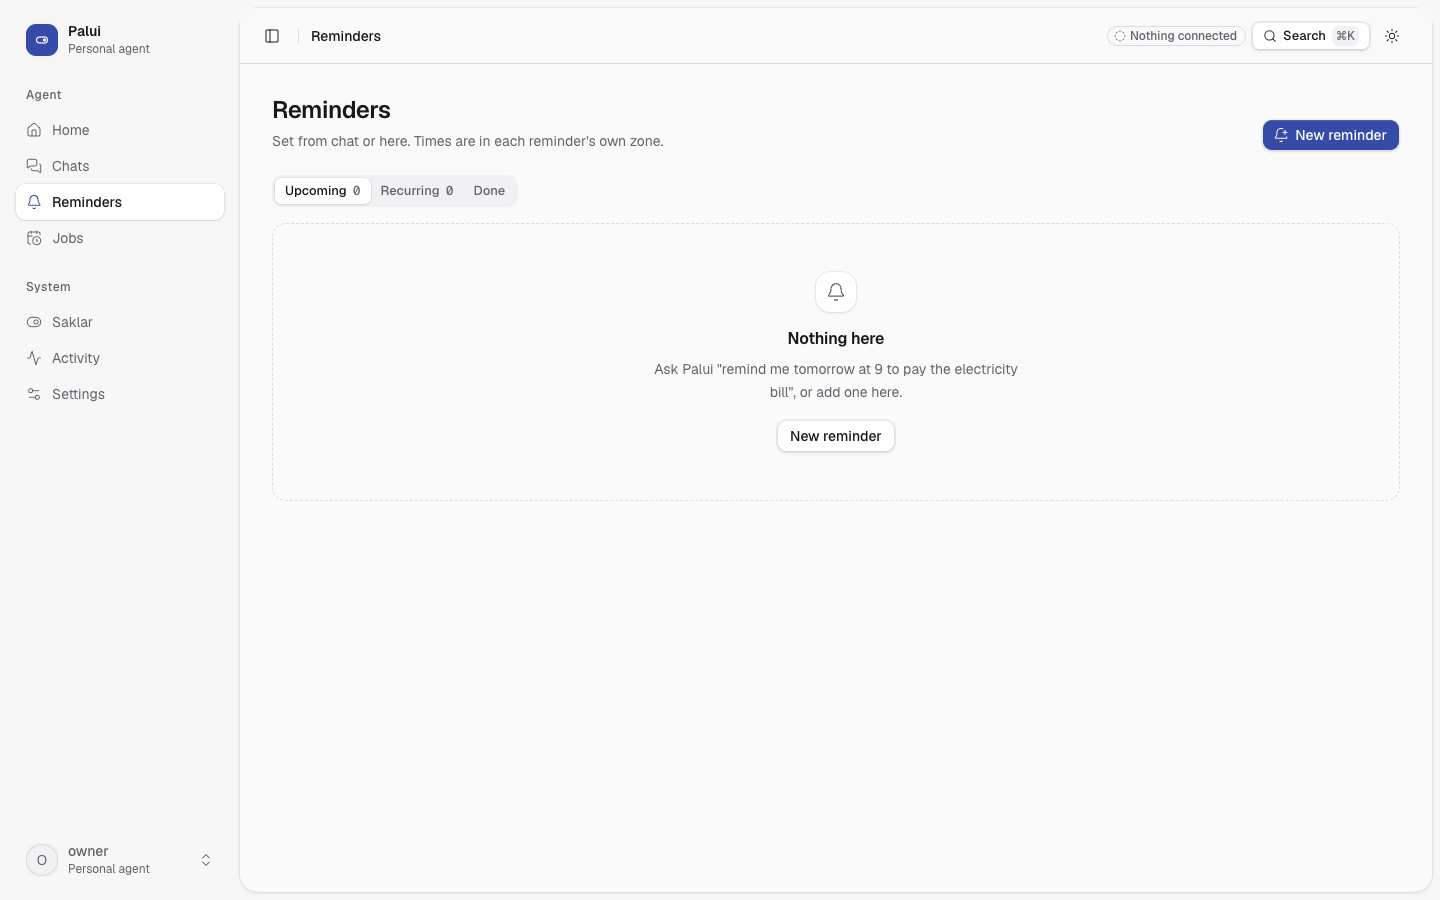 Palui
Personal agent
Agent
Home
Chats
Reminders
Jobs
System
Saklar
Activity
Settings
O
owner
Personal agent
Reminders
Nothing connected
Search ⌘K
Reminders
Set from chat or here. Times are in each reminder's own zone.
New reminder
Upcoming 0
Recurring 0
Done
Nothing here
Ask Palui "remind me tomorrow at 9 to pay the electricity
bill", or add one here.
New reminder